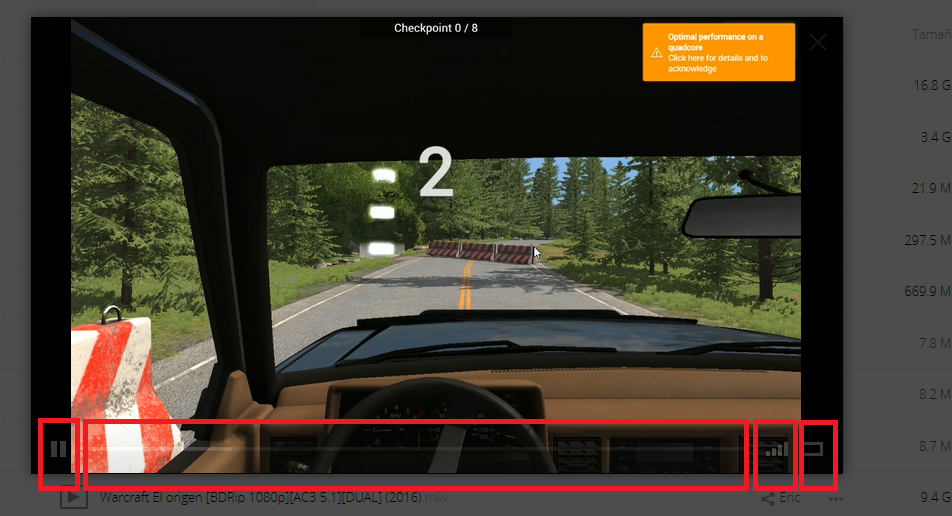 Checkpoint 0 / 8
Optimal performance on a
quadcore
Click here for details and to
acknowledge
Tamañ
16.8 G
3.4 G
2
21.9 M
297.5 M
669.9 M
7.8 M
8.2 M
8.7 M
Warcraft El origen [BDRip 1080p][AC3 5.1][DUAL] (2016).mkv
Eric
9.4 G